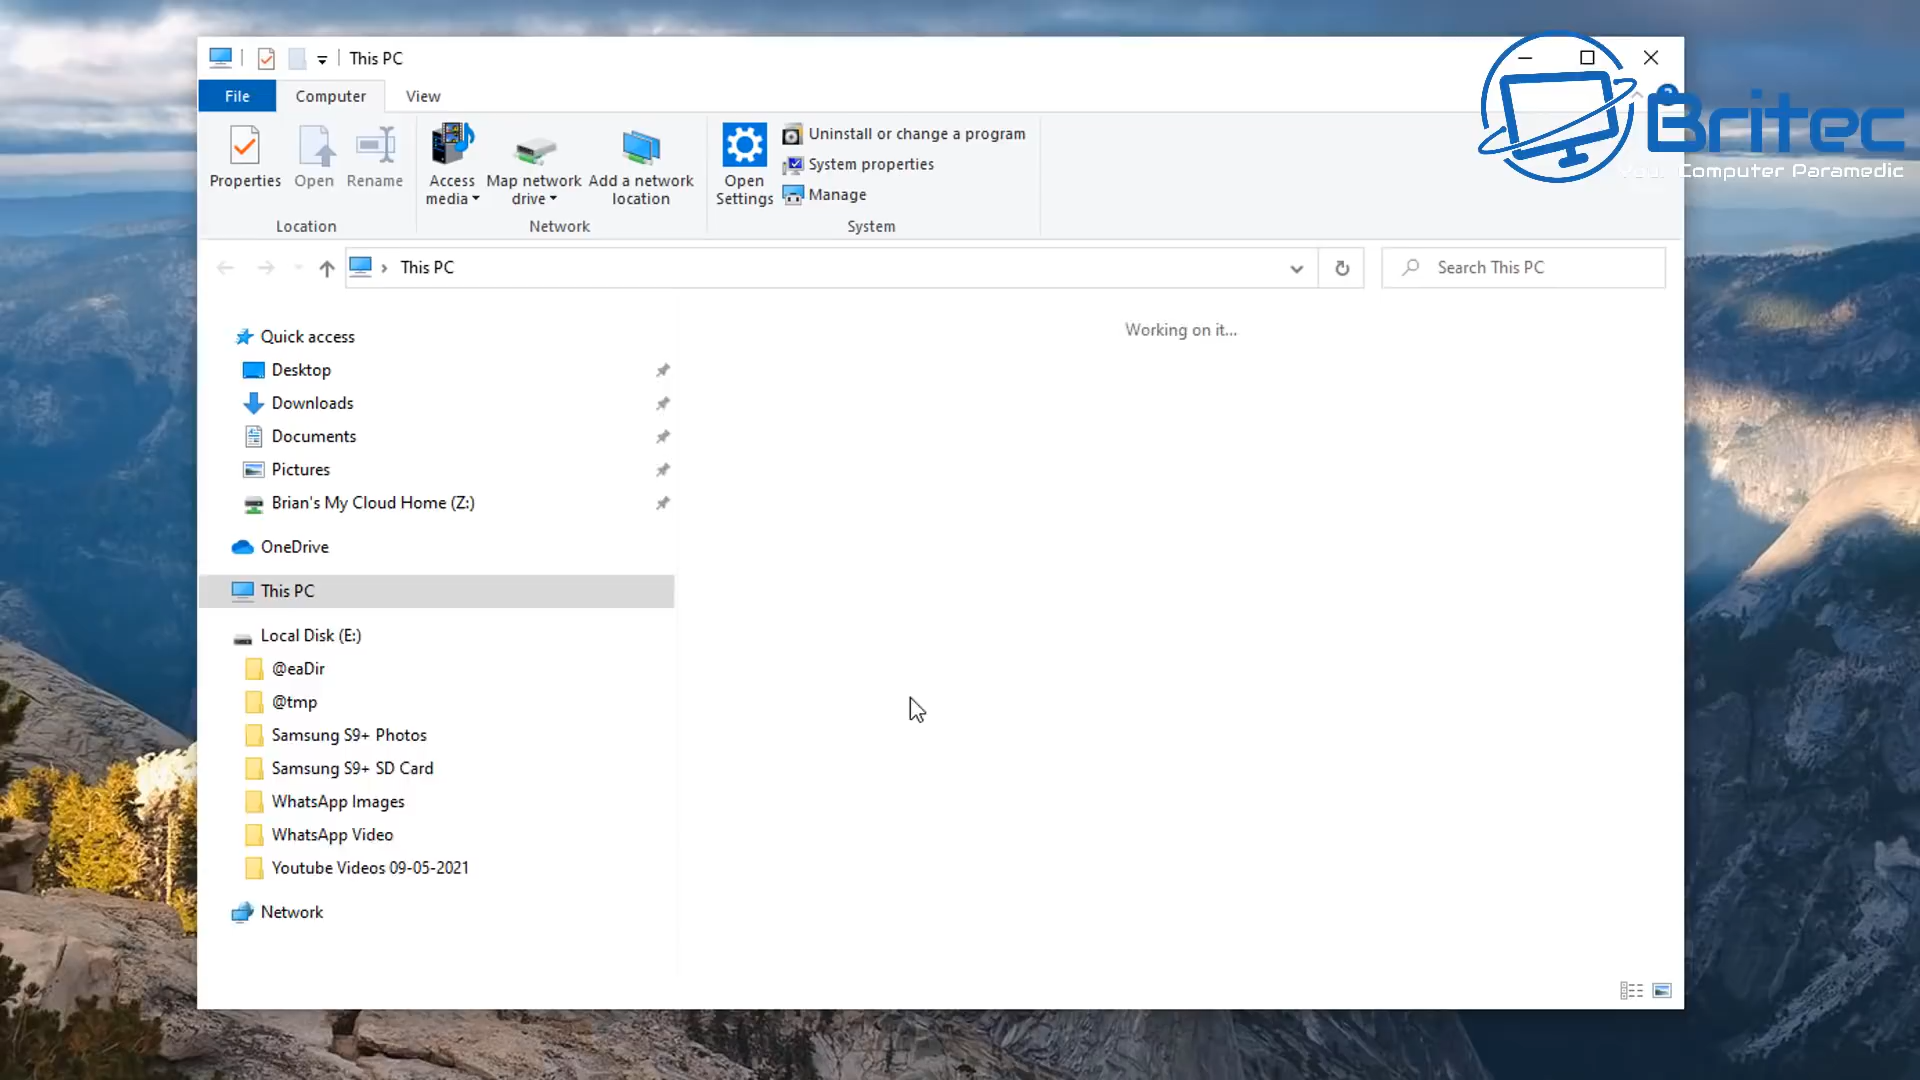 This PC
File Computer View
Properties Open Rename Access media Map network drive Add a network location Open Settings
Uninstall or change a program
System properties
Manage
Location Network System
This PC
Search This PC
Working on it...
Quick access
Desktop
Downloads
Documents
Pictures
Brian's My Cloud Home (Z:)
OneDrive
This PC
Local Disk (E:)
@eaDir
@tmp
Samsung S9+ Photos
Samsung S9+ SD Card
WhatsApp Images
WhatsApp Video
Youtube Videos 09-05-2021
Network
Britec
Your Computer Paramedic